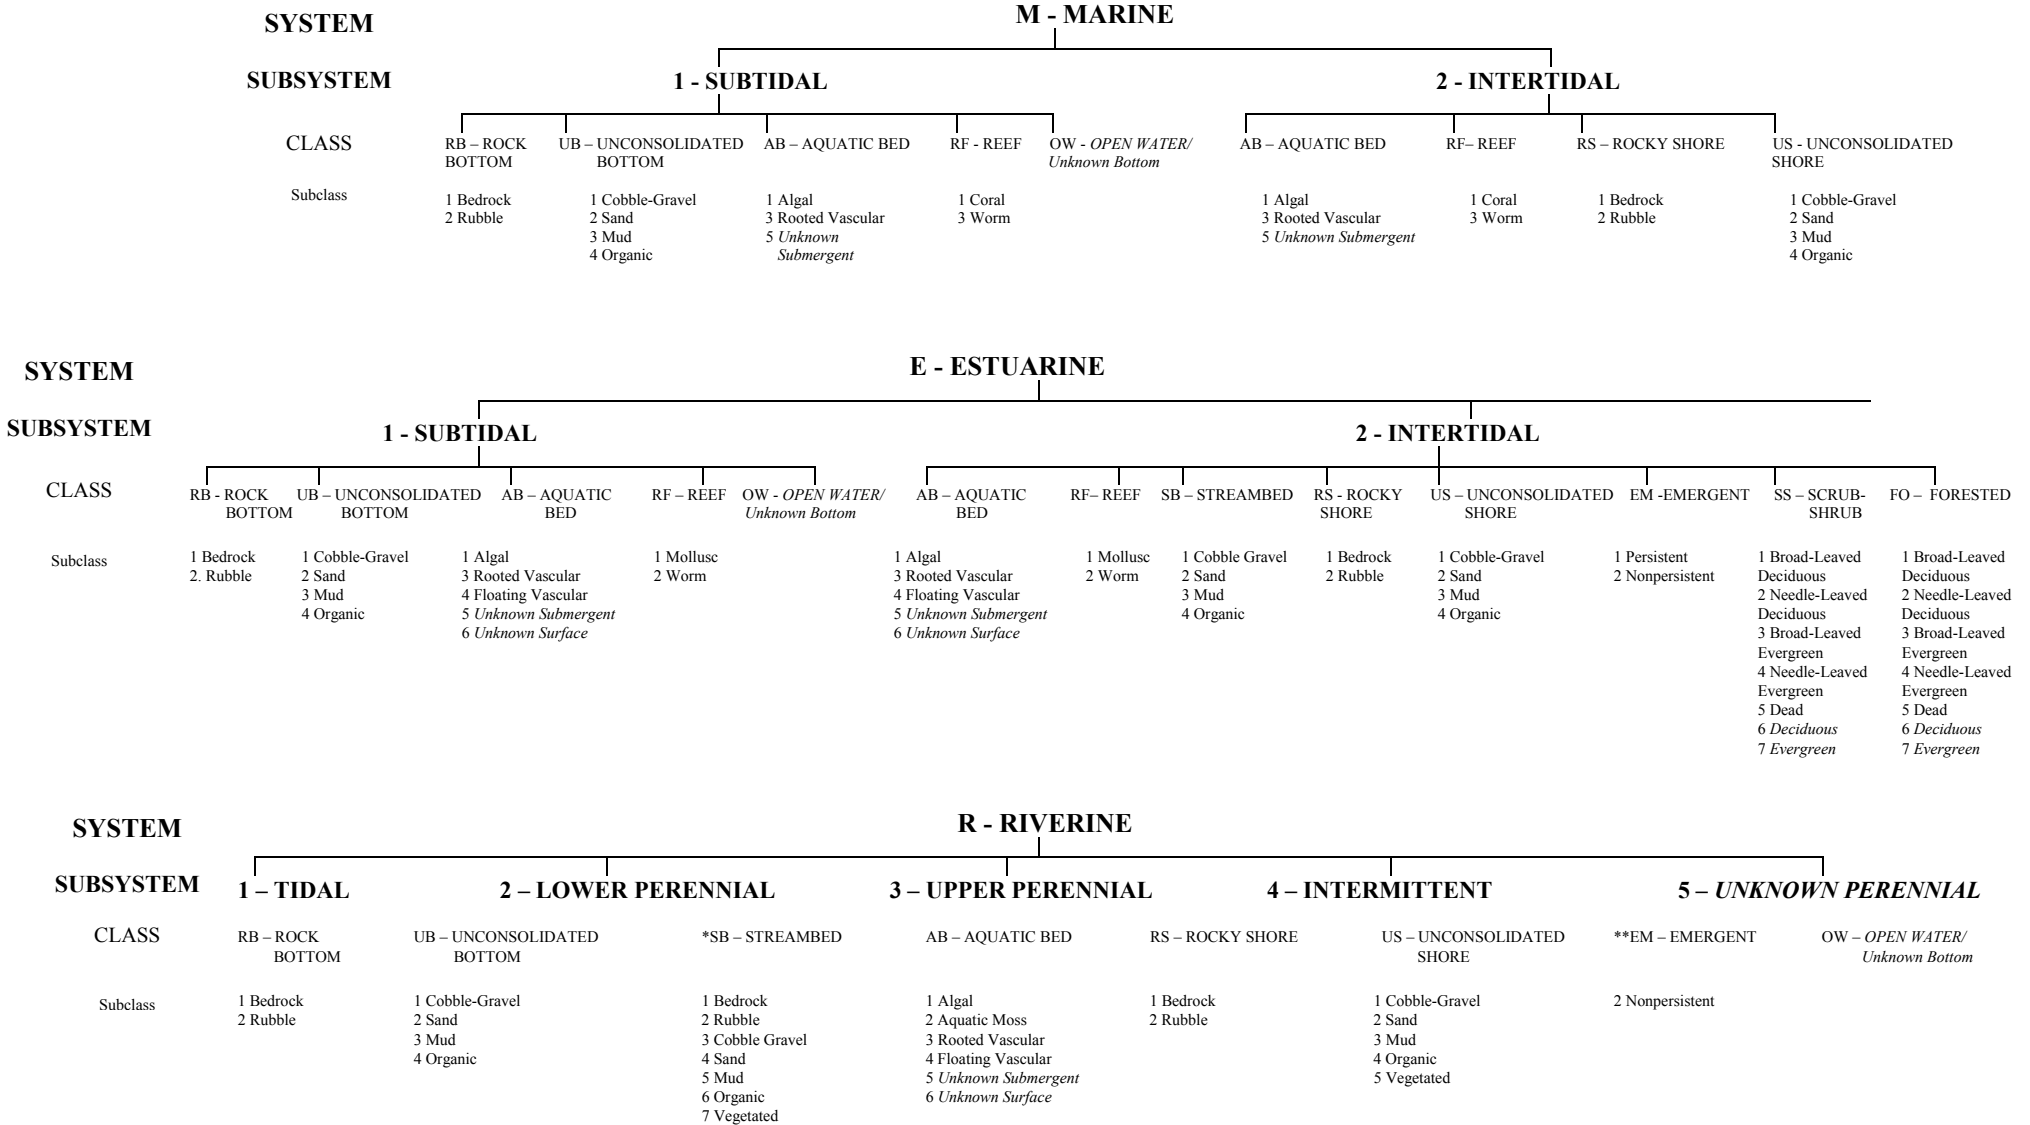 SYSTEM
M - MARINE
SUBSYSTEM
1 - SUBTIDAL
2 - INTERTIDAL
CLASS
RB – ROCK
BOTTOM
UB – UNCONSOLIDATED
BOTTOM
AB – AQUATIC BED
RF - REEF
OW - OPEN WATER/
Unknown Bottom
AB – AQUATIC BED
RF– REEF
RS – ROCKY SHORE
US - UNCONSOLIDATED
SHORE
Subclass
1 Bedrock
2 Rubble
1 Cobble-Gravel
2 Sand
3 Mud
4 Organic
1 Algal
3 Rooted Vascular
5 Unknown
Submergent
1 Coral
3 Worm
1 Algal
3 Rooted Vascular
5 Unknown Submergent
1 Coral
3 Worm
1 Bedrock
2 Rubble
1 Cobble-Gravel
2 Sand
3 Mud
4 Organic
SYSTEM
E - ESTUARINE
SUBSYSTEM
1 - SUBTIDAL
2 - INTERTIDAL
CLASS
RB - ROCK
BOTTOM
UB – UNCONSOLIDATED
BOTTOM
AB – AQUATIC
BED
RF – REEF
OW - OPEN WATER/
Unknown Bottom
AB – AQUATIC
BED
RF– REEF
SB – STREAMBED
RS - ROCKY
SHORE
US – UNCONSOLIDATED
SHORE
EM -EMERGENT
SS – SCRUB-
SHRUB
FO – FORESTED
Subclass
1 Bedrock
2. Rubble
1 Cobble-Gravel
2 Sand
3 Mud
4 Organic
1 Algal
3 Rooted Vascular
4 Floating Vascular
5 Unknown Submergent
6 Unknown Surface
1 Mollusc
2 Worm
1 Algal
3 Rooted Vascular
4 Floating Vascular
5 Unknown Submergent
6 Unknown Surface
1 Mollusc
2 Worm
1 Cobble Gravel
2 Sand
3 Mud
4 Organic
1 Bedrock
2 Rubble
1 Cobble-Gravel
2 Sand
3 Mud
4 Organic
1 Persistent
2 Nonpersistent
1 Broad-Leaved
Deciduous
2 Needle-Leaved
Deciduous
3 Broad-Leaved
Evergreen
4 Needle-Leaved
Evergreen
5 Dead
6 Deciduous
7 Evergreen
1 Broad-Leaved
Deciduous
2 Needle-Leaved
Deciduous
3 Broad-Leaved
Evergreen
4 Needle-Leaved
Evergreen
5 Dead
6 Deciduous
7 Evergreen
SYSTEM
R - RIVERINE
SUBSYSTEM
1 – TIDAL
2 – LOWER PERENNIAL
3 – UPPER PERENNIAL
4 – INTERMITTENT
5 – UNKNOWN PERENNIAL
CLASS
RB – ROCK
BOTTOM
UB – UNCONSOLIDATED
BOTTOM
*SB – STREAMBED
AB – AQUATIC BED
RS – ROCKY SHORE
US – UNCONSOLIDATED
SHORE
**EM – EMERGENT
OW – OPEN WATER/
Unknown Bottom
Subclass
1 Bedrock
2 Rubble
1 Cobble-Gravel
2 Sand
3 Mud
4 Organic
1 Bedrock
2 Rubble
3 Cobble Gravel
4 Sand
5 Mud
6 Organic
7 Vegetated
1 Algal
2 Aquatic Moss
3 Rooted Vascular
4 Floating Vascular
5 Unknown Submergent
6 Unknown Surface
1 Bedrock
2 Rubble
1 Cobble-Gravel
2 Sand
3 Mud
4 Organic
5 Vegetated
2 Nonpersistent